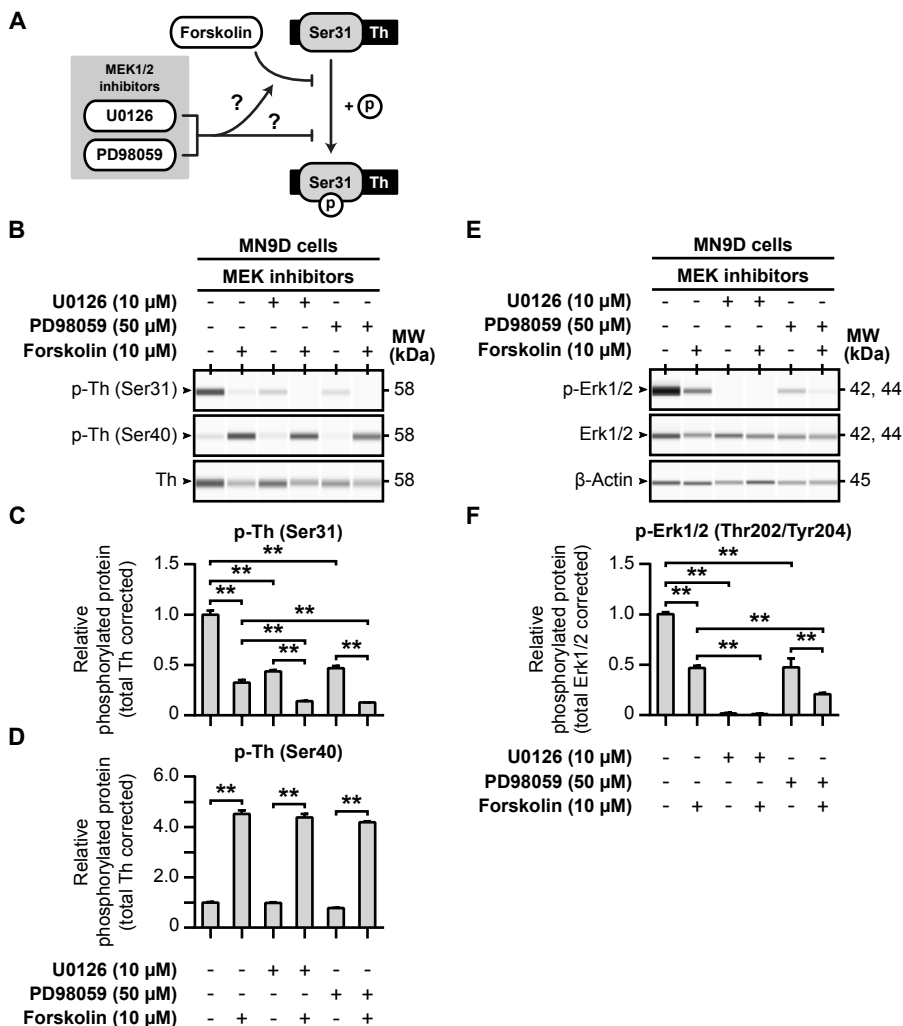 A
Forskolin
Ser31 Th
MEK1/2
inhibitors
U0126
PD98059
?
?
+ p
Ser31 Th
p
B
MN9D cells
MEK inhibitors
U0126 (10 µM) - - + + - -
PD98059 (50 µM) - - - - + +
Forskolin (10 µM) - + - + - +
MW
(kDa)
p-Th (Ser31) 58
p-Th (Ser40) 58
Th 58
C
p-Th (Ser31)
Relative
phosphorylated protein
(total Th corrected)
1.5
1.0
0.5
0
** ** ** ** ** ** **
D
p-Th (Ser40)
Relative
phosphorylated protein
(total Th corrected)
6.0
4.0
2.0
0
** ** **
U0126 (10 µM) - - + + - -
PD98059 (50 µM) - - - - + +
Forskolin (10 µM) - + - + - +
E
MN9D cells
MEK inhibitors
U0126 (10 µM) - - + + - -
PD98059 (50 µM) - - - - + +
Forskolin (10 µM) - + - + - +
MW
(kDa)
p-Erk1/2 42, 44
Erk1/2 42, 44
β-Actin 45
F
p-Erk1/2 (Thr202/Tyr204)
Relative
phosphorylated protein
(total Erk1/2 corrected)
1.5
1.0
0.5
0
** ** ** ** ** **
U0126 (10 µM) - - + + - -
PD98059 (50 µM) - - - - + +
Forskolin (10 µM) - + - + - +